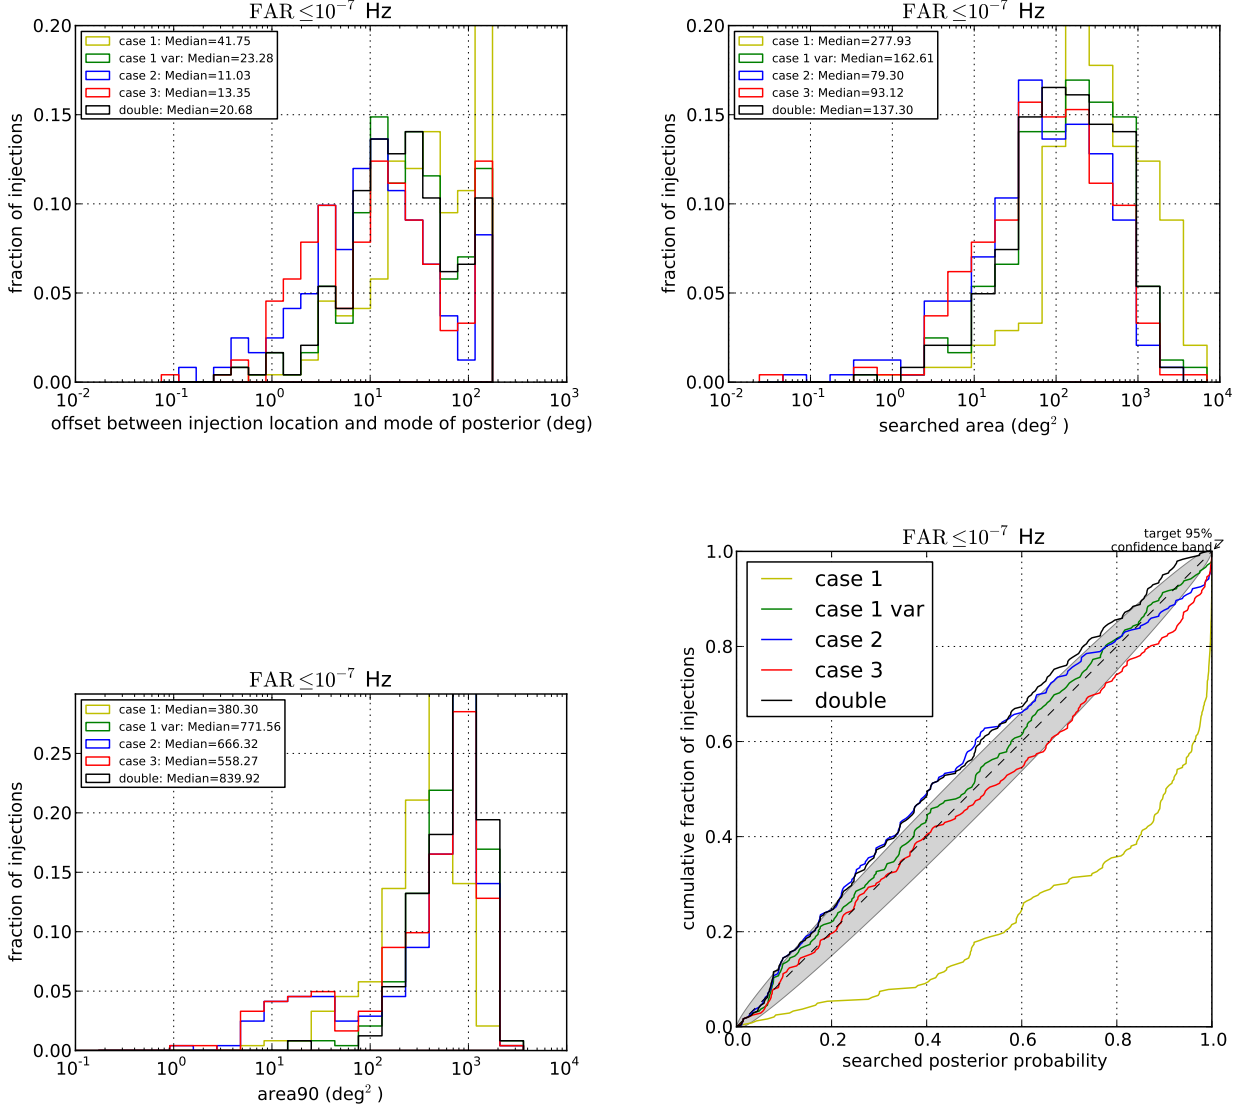 FAR ≤10⁻⁷ Hz
0.20
0.15
0.10
0.05
0.00
fraction of injections
case 1: Median=41.75
case 1 var: Median=23.28
case 2: Median=11.03
case 3: Median=13.35
double: Median=20.68
10⁻² 10⁻¹ 10⁰ 10¹ 10² 10³
offset between injection location and mode of posterior (deg)
FAR ≤10⁻⁷ Hz
0.20
0.15
0.10
0.05
0.00
fraction of injections
case 1: Median=277.93
case 1 var: Median=162.61
case 2: Median=79.30
case 3: Median=93.12
double: Median=137.30
10⁻² 10⁻¹ 10⁰ 10¹ 10² 10³ 10⁴
searched area (deg² )
FAR ≤10⁻⁷ Hz
0.25
0.20
0.15
0.10
0.05
0.00
fraction of injections
case 1: Median=380.30
case 1 var: Median=771.56
case 2: Median=666.32
case 3: Median=558.27
double: Median=839.92
10⁻¹ 10⁰ 10¹ 10² 10³ 10⁴
area90 (deg² )
FAR ≤10⁻⁷ Hz
target 95%
confidence band
1.0
0.8
0.6
0.4
0.2
0.0
cumulative fraction of injections
case 1
case 1 var
case 2
case 3
double
0.0 0.2 0.4 0.6 0.8 1.0
searched posterior probability